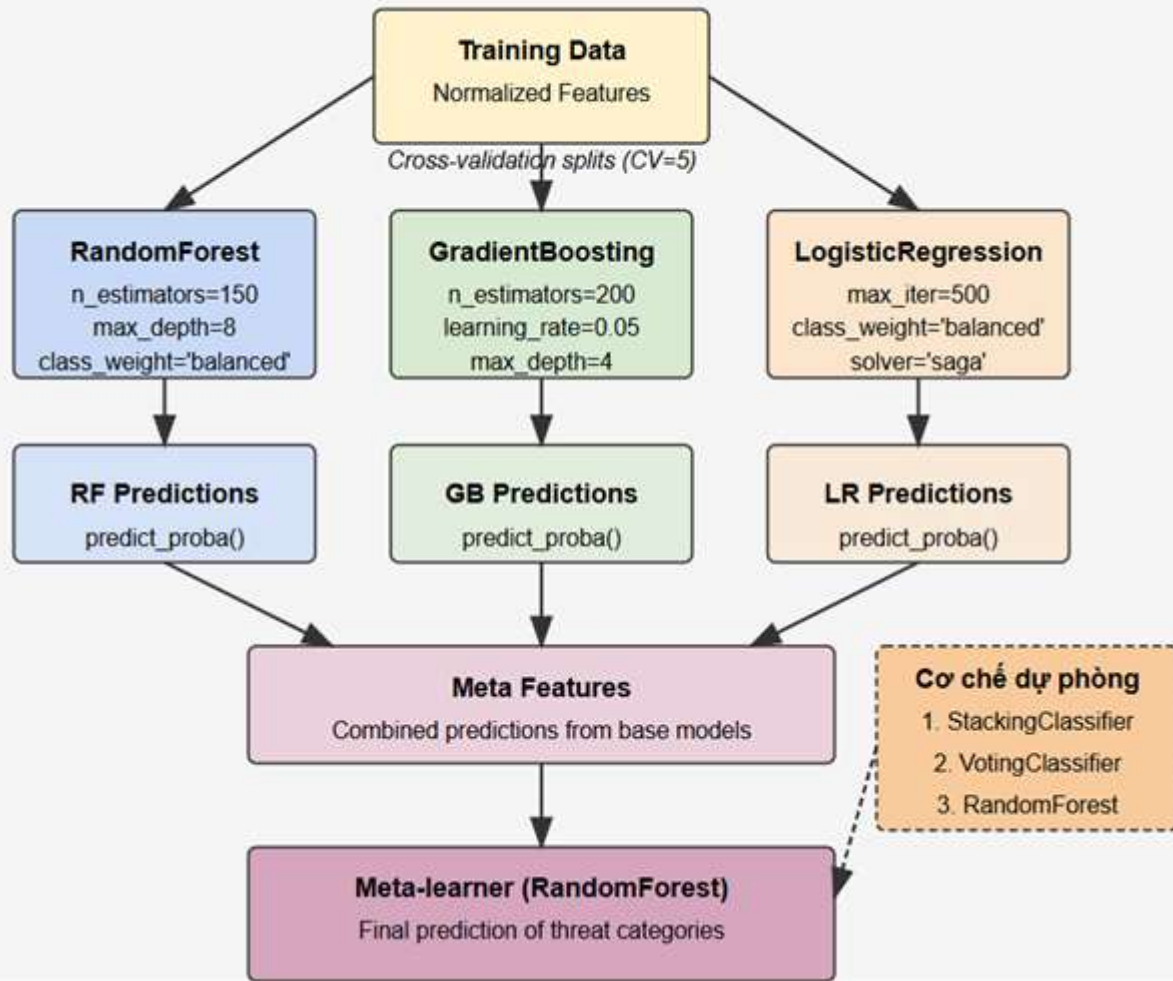 Training Data
Normalized Features
Cross-validation splits (CV=5)
RandomForest
n_estimators=150
max_depth=8
class_weight='balanced'
GradientBoosting
n_estimators=200
learning_rate=0.05
max_depth=4
LogisticRegression
max_iter=500
class_weight='balanced'
solver='saga'
RF Predictions
predict_proba()
GB Predictions
predict_proba()
LR Predictions
predict_proba()
Meta Features
Combined predictions from base models
Cơ chế dự phòng
1. StackingClassifier
2. VotingClassifier
3. RandomForest
Meta-learner (RandomForest)
Final prediction of threat categories